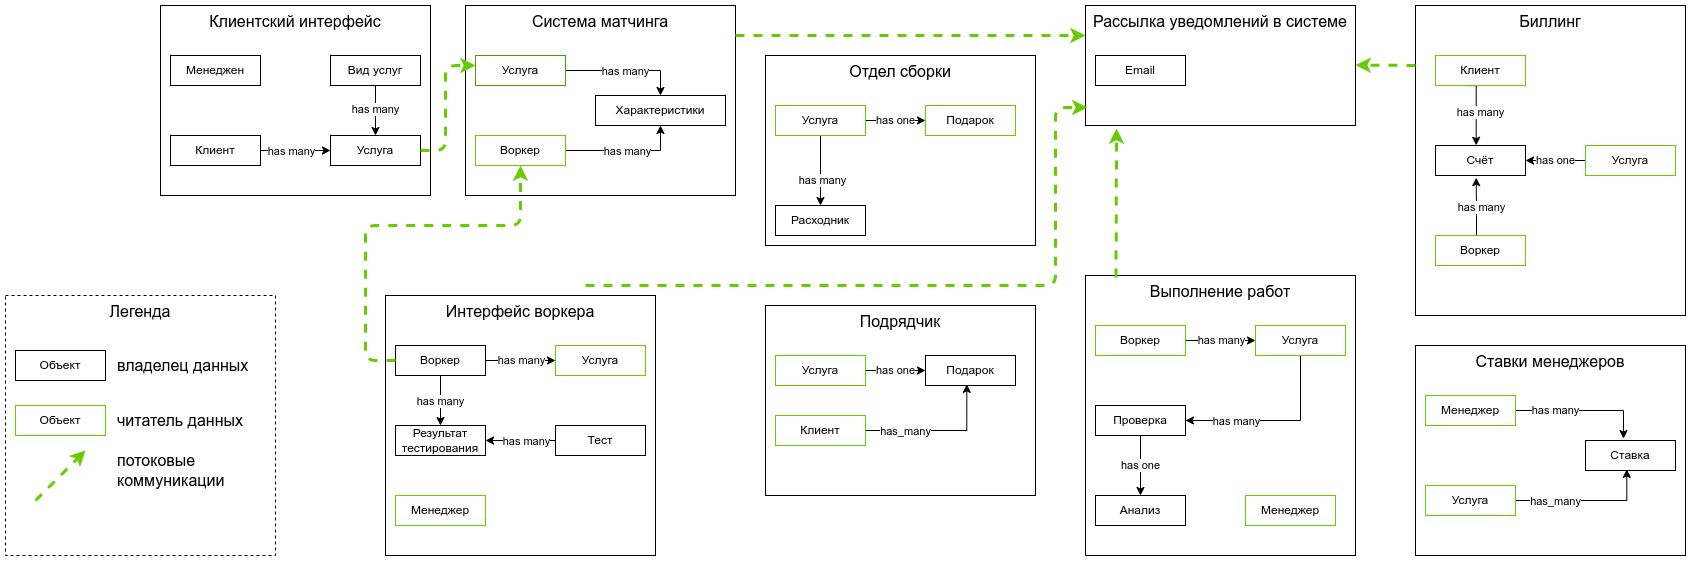 Клиентский интерфейс
Менеджен
Вид услуг
has many
Клиент
has many
Услуга
Система матчинга
Услуга
has many
Характеристики
Воркер
has many
Отдел сборки
Услуга
has one
Подарок
has many
Расходник
Рассылка уведомлений в системе
Email
Биллинг
Клиент
has many
Счёт
has one
Услуга
has many
Воркер
Легенда
Объект
владелец данных
Объект
читатель данных
потоковые
коммуникации
Интерфейс воркера
Воркер
has many
Услуга
has many
Результат
тестирования
has many
Тест
Менеджер
Подрядчик
Услуга
has one
Подарок
Клиент
has_many
Выполнение работ
Воркер
has many
Услуга
Проверка
has many
has one
Анализ
Менеджер
Ставки менеджеров
Менеджер
has many
Ставка
Услуга
has_many